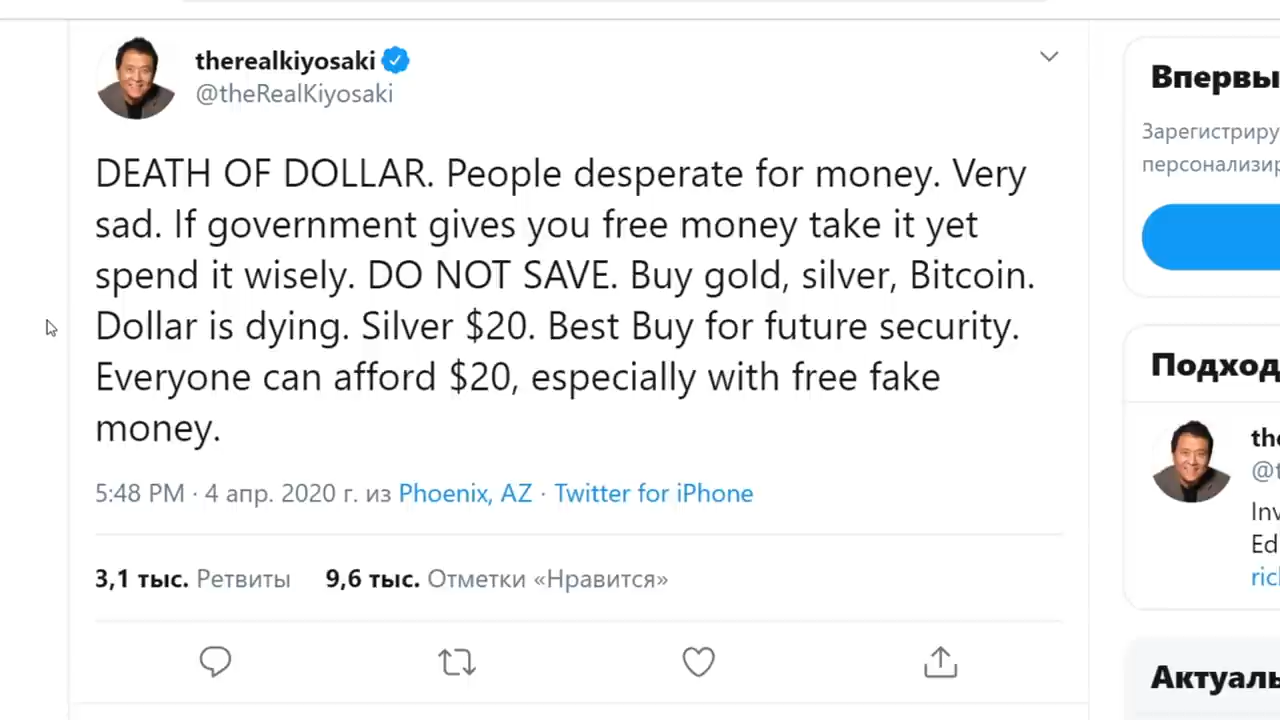 therealkiyosaki
@theRealKiyosaki
DEATH OF DOLLAR. People desperate for money. Very
sad. If government gives you free money take it yet
spend it wisely. DO NOT SAVE. Buy gold, silver, Bitcoin.
Dollar is dying. Silver $20. Best Buy for future security.
Everyone can afford $20, especially with free fake
money.
5:48 PM · 4 апр. 2020 г. из Phoenix, AZ · Twitter for iPhone
3,1 тыс. Ретвиты 9,6 тыс. Отметки «Нравится»
Впервы
Зарегистриру
персонализир
Подход
the
@t
Inv
Ed
ric
Актуаль